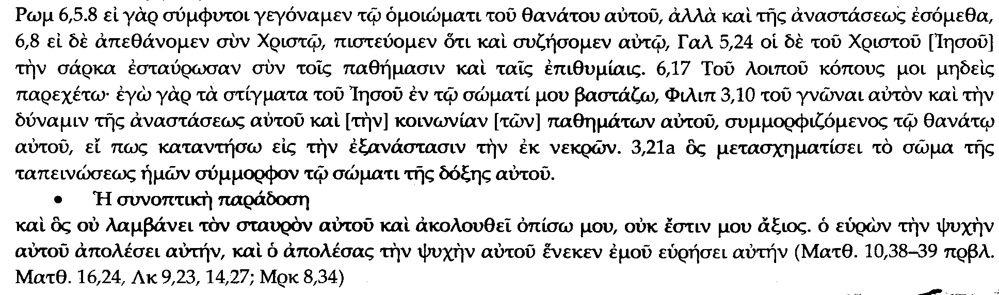 Ρωμ 6,5.8 εἰ γὰρ σύμφυτοι γεγόναμεν τῷ ὁμοιώματι τοῦ θανάτου αὐτοῦ, ἀλλὰ καὶ τῆς ἀναστάσεως ἐσόμεθα,
6,8 εἰ δὲ ἀπεθάνομεν σὺν Χριστῷ, πιστεύομεν ὅτι καὶ συζήσομεν αὐτῷ, Γαλ 5,24 οἱ δὲ τοῦ Χριστοῦ [Ἰησοῦ]
τὴν σάρκα ἐσταύρωσαν σὺν τοῖς παθήμασιν καὶ ταῖς ἐπιθυμίαις. 6,17 Τοῦ λοιποῦ κόπους μοι μηδεὶς
παρεχέτω· ἐγὼ γὰρ τὰ στίγματα τοῦ Ἰησοῦ ἐν τῷ σώματί μου βαστάζω, Φιλιπ 3,10 τοῦ γνῶναι αὐτὸν καὶ τὴν
δύναμιν τῆς ἀναστάσεως αὐτοῦ καὶ [τὴν] κοινωνίαν [τῶν] παθημάτων αὐτοῦ, συμμορφιζόμενος τῷ θανάτῳ
αὐτοῦ, εἴ πως καταντήσω εἰς τὴν ἐξανάστασιν τὴν ἐκ νεκρῶν. 3,21a ὃς μετασχηματίσει τὸ σῶμα τῆς
ταπεινώσεως ἡμῶν σύμμορφον τῷ σώματι τῆς δόξης αὐτοῦ.
• Ἡ συνοπτικὴ παράδοση
καὶ ὃς οὐ λαμβάνει τὸν σταυρὸν αὐτοῦ καὶ ἀκολουθεῖ ὀπίσω μου, οὐκ ἔστιν μου ἄξιος. ὁ εὑρὼν τὴν ψυχὴν
αὐτοῦ ἀπολέσει αὐτήν, καὶ ὁ ἀπολέσας τὴν ψυχὴν αὐτοῦ ἕνεκεν ἐμοῦ εὑρήσει αὐτήν (Ματθ. 10,38–39 πρβλ.
Ματθ. 16,24, Λκ 9,23, 14,27; Μρκ 8,34)